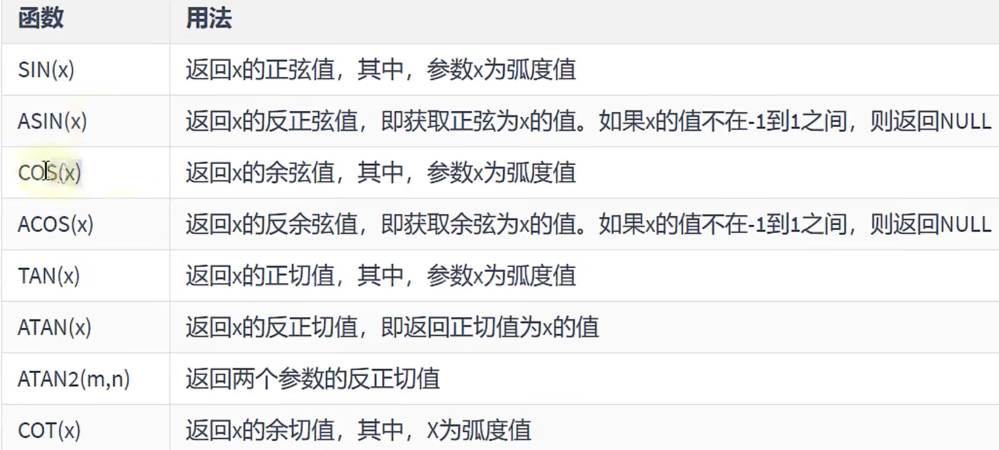 函数 用法
SIN(x) 返回x的正弦值，其中，参数x为弧度值
ASIN(x) 返回x的反正弦值，即获取正弦为x的值。如果x的值不在-1到1之间，则返回NULL
COS(x) 返回x的余弦值，其中，参数x为弧度值
ACOS(x) 返回x的反余弦值，即获取余弦为x的值。如果x的值不在-1到1之间，则返回NULL
TAN(x) 返回x的正切值，其中，参数x为弧度值
ATAN(x) 返回x的反正切值，即返回正切值为x的值
ATAN2(m,n) 返回两个参数的反正切值
COT(x) 返回x的余切值，其中，X为弧度值